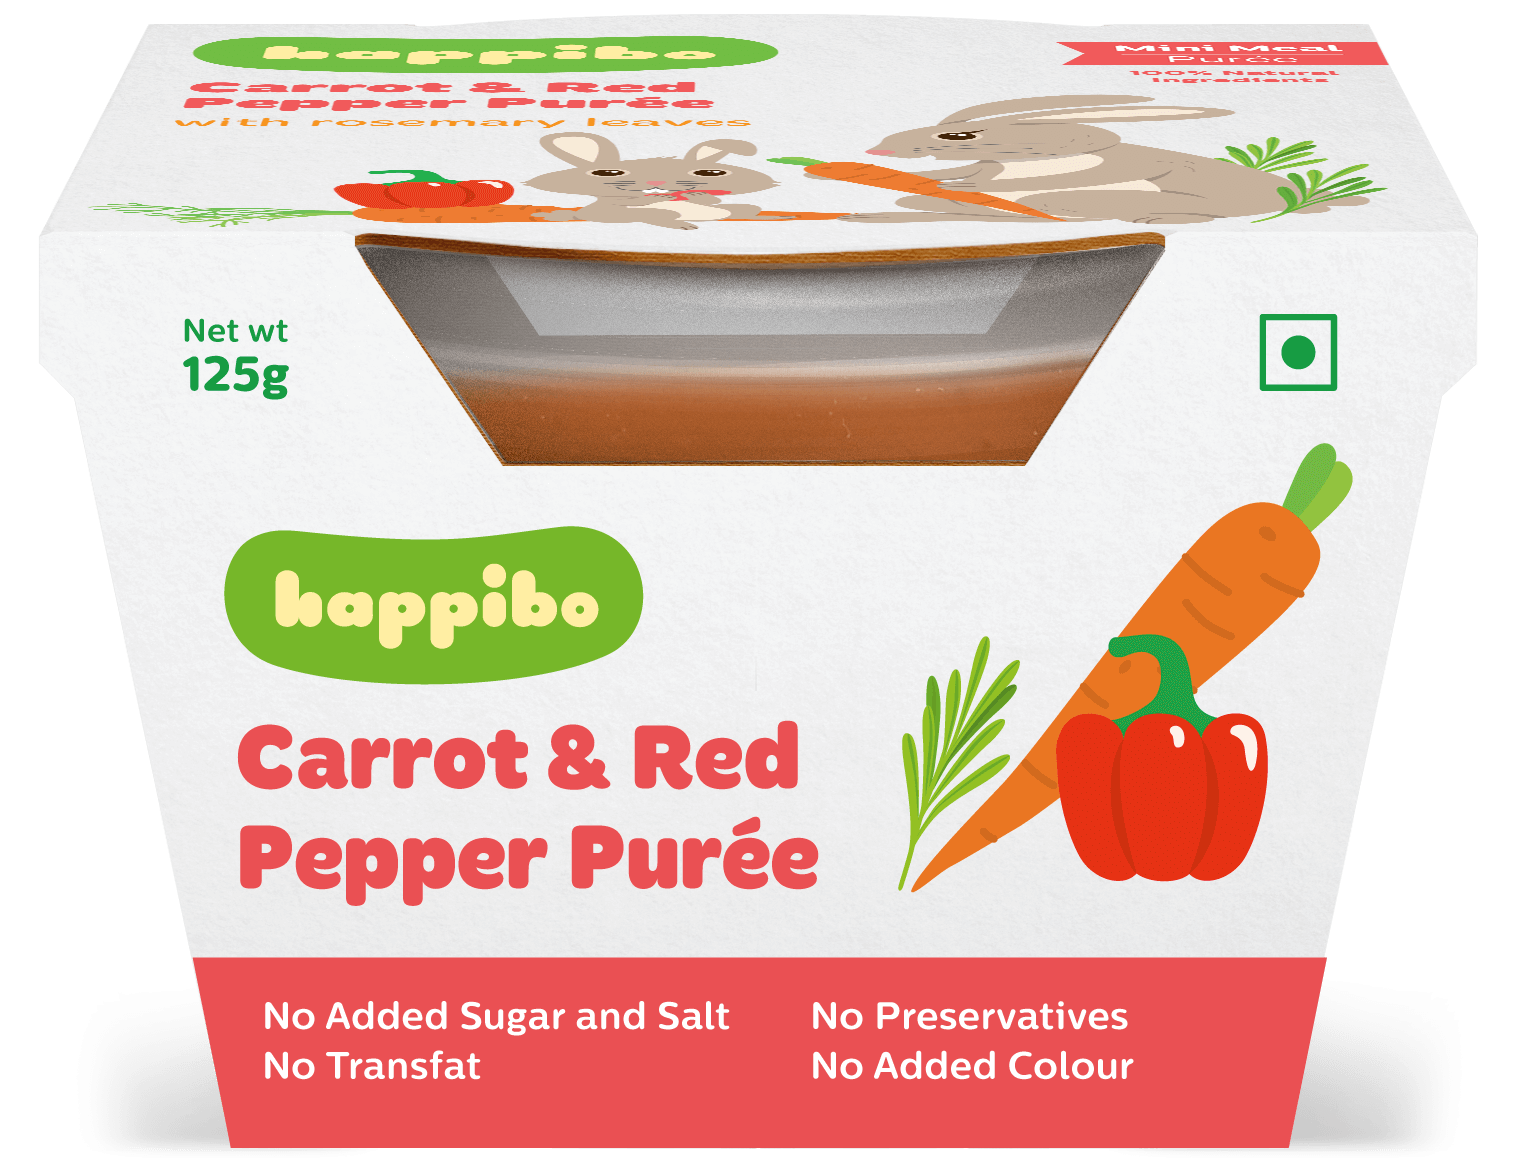 happibo
Mini Meal
Purée
Carrot & Red
Pepper Purée
with rosemary leaves
100% Natural
Ingredients
Net wt
125g
happibo
Carrot & Red
Pepper Purée
No Added Sugar and Salt
No Transfat
No Preservatives
No Added Colour